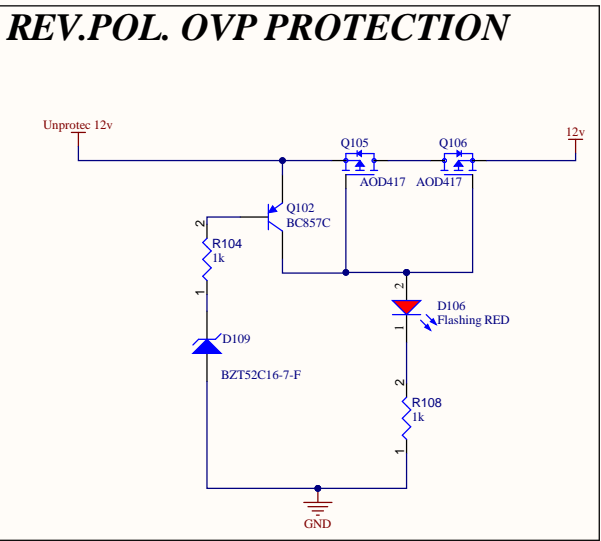 REV.POL. OVP PROTECTION
Unprotec 12v
12v
Q105
Q106
AOD417
AOD417
Q102
BC857C
2
R104
1k
1
2
D106
Flashing RED
1
D109
BZT52C16-7-F
2
R108
1k
1
GND